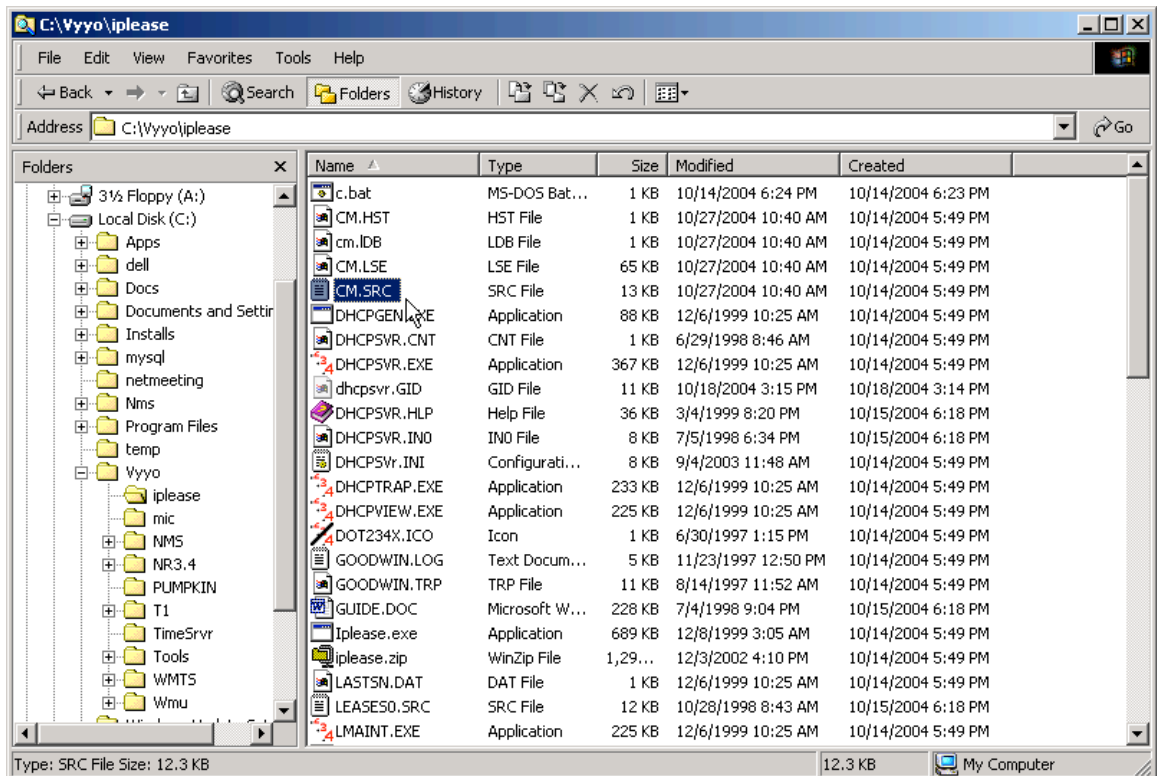 C:\Vyyo\iplease
File Edit View Favorites Tools Help
Back Search Folders History
Address C:\Vyyo\iplease Go
Folders
3½ Floppy (A:)
Local Disk (C:)
Apps
dell
Docs
Documents and Settir
Installs
mysql
netmeeting
Nms
Program Files
temp
Vyyo
iplease
mic
NMS
NR3.4
PUMPKIN
T1
TimeSrvr
Tools
WMTS
Wmu
Name Type Size Modified Created
c.bat MS-DOS Bat... 1 KB 10/14/2004 6:24 PM 10/14/2004 6:23 PM
CM.HST HST File 1 KB 10/27/2004 10:40 AM 10/14/2004 5:49 PM
cm.lDB LDB File 1 KB 10/27/2004 10:40 AM 10/14/2004 5:49 PM
CM.LSE LSE File 65 KB 10/27/2004 10:40 AM 10/14/2004 5:49 PM
CM.SRC SRC File 13 KB 10/27/2004 10:40 AM 10/14/2004 5:49 PM
DHCPGEN.EXE Application 88 KB 12/6/1999 10:25 AM 10/14/2004 5:49 PM
DHCPSVR.CNT CNT File 1 KB 6/29/1998 8:46 AM 10/14/2004 5:49 PM
DHCPSVR.EXE Application 367 KB 12/6/1999 10:25 AM 10/14/2004 5:49 PM
dhcpsvr.GID GID File 11 KB 10/18/2004 3:15 PM 10/18/2004 3:14 PM
DHCPSVR.HLP Help File 36 KB 3/4/1999 8:20 PM 10/15/2004 6:18 PM
DHCPSVR.IN0 IN0 File 8 KB 7/5/1998 6:34 PM 10/15/2004 6:18 PM
DHCPSVr.INI Configurati... 8 KB 9/4/2003 11:48 AM 10/14/2004 5:49 PM
DHCPTRAP.EXE Application 233 KB 12/6/1999 10:25 AM 10/14/2004 5:49 PM
DHCPVIEW.EXE Application 225 KB 12/6/1999 10:25 AM 10/14/2004 5:49 PM
DOT234X.ICO Icon 1 KB 6/30/1997 1:15 PM 10/14/2004 5:49 PM
GOODWIN.LOG Text Docum... 5 KB 11/23/1997 12:50 PM 10/14/2004 5:49 PM
GOODWIN.TRP TRP File 11 KB 8/14/1997 11:52 AM 10/14/2004 5:49 PM
GUIDE.DOC Microsoft W... 228 KB 7/4/1998 9:04 PM 10/15/2004 6:18 PM
Iplease.exe Application 689 KB 12/8/1999 3:05 AM 10/14/2004 5:49 PM
iplease.zip WinZip File 1,29... 12/3/2002 4:10 PM 10/14/2004 5:49 PM
LASTSN.DAT DAT File 1 KB 12/6/1999 10:25 AM 10/14/2004 5:49 PM
LEASES0.SRC SRC File 12 KB 10/28/1998 8:43 AM 10/15/2004 6:18 PM
LMAINT.EXE Application 225 KB 12/6/1999 10:25 AM 10/14/2004 5:49 PM
Type: SRC File Size: 12.3 KB 12.3 KB My Computer